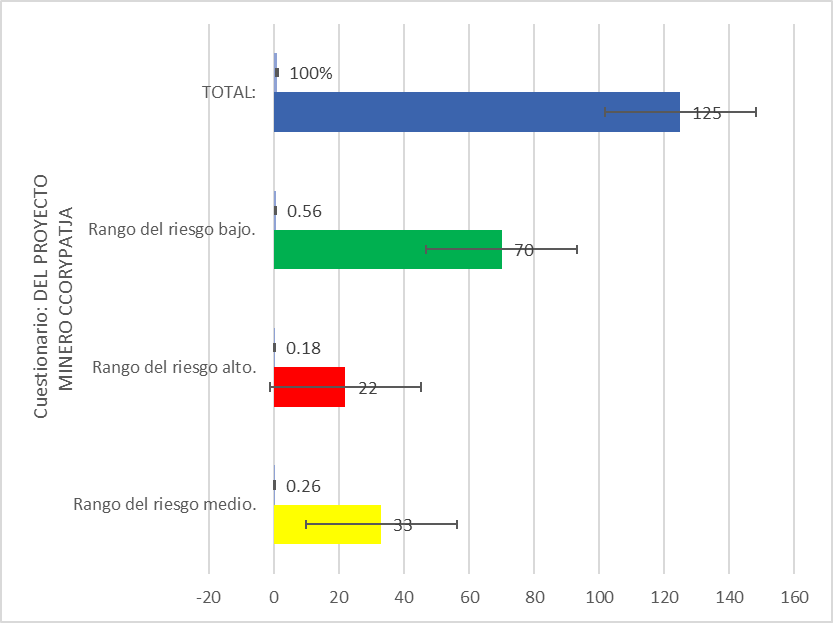 Cuestionario: DEL PROYECTO
MINERO CCORYPATJA
TOTAL:
100%
125
Rango del riesgo bajo.
0.56
70
Rango del riesgo alto.
0.18
22
Rango del riesgo medio.
0.26
33
-20 0 20 40 60 80 100 120 140 160